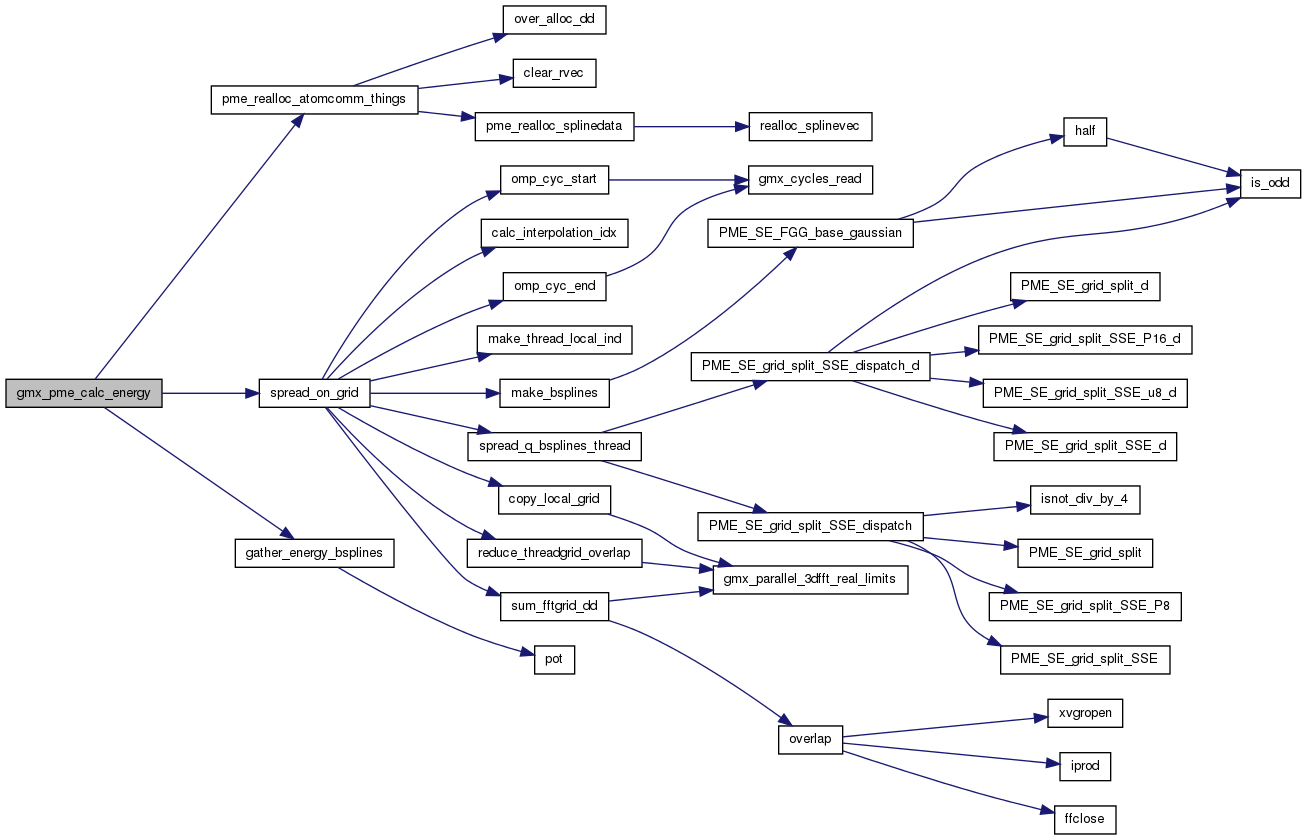 over_alloc_dd
clear_rvec
pme_realloc_atomcomm_things
pme_realloc_splinedata
realloc_splinevec
half
omp_cyc_start
gmx_cycles_read
is_odd
calc_interpolation_idx
PME_SE_FGG_base_gaussian
omp_cyc_end
PME_SE_grid_split_d
make_thread_local_ind
PME_SE_grid_split_SSE_P16_d
PME_SE_grid_split_SSE_dispatch_d
gmx_pme_calc_energy
spread_on_grid
make_bsplines
PME_SE_grid_split_SSE_u8_d
spread_q_bsplines_thread
PME_SE_grid_split_SSE_d
copy_local_grid
isnot_div_by_4
PME_SE_grid_split_SSE_dispatch
gather_energy_bsplines
reduce_threadgrid_overlap
PME_SE_grid_split
gmx_parallel_3dfft_real_limits
sum_fftgrid_dd
PME_SE_grid_split_SSE_P8
pot
PME_SE_grid_split_SSE
xvgropen
overlap
iprod
ffclose